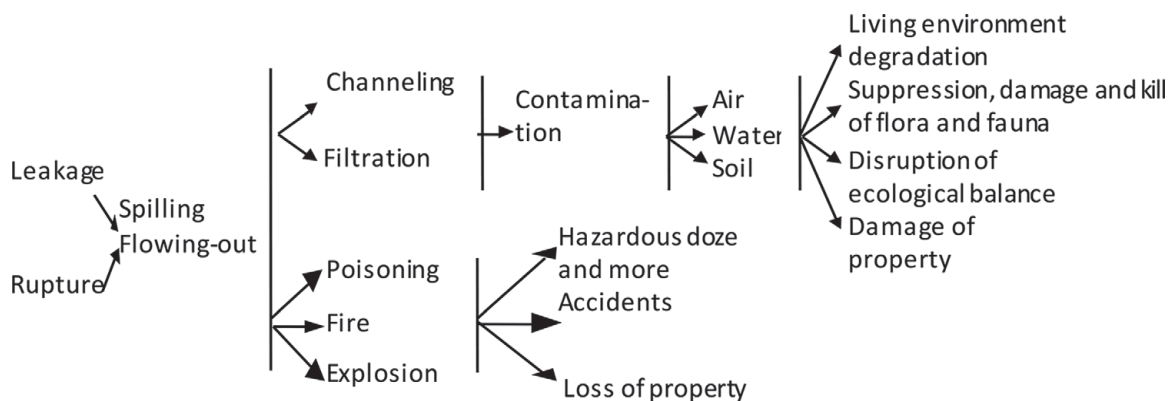 Leakage
Rupture
Spilling
Flowing-out
Channeling
Filtration
Poisoning
Fire
Explosion
Contamina-
tion
Hazardous doze
and more
Accidents
Loss of property
Air
Water
Soil
Living environment
degradation
Suppression, damage and kill
of flora and fauna
Disruption of
ecological balance
Damage of
property